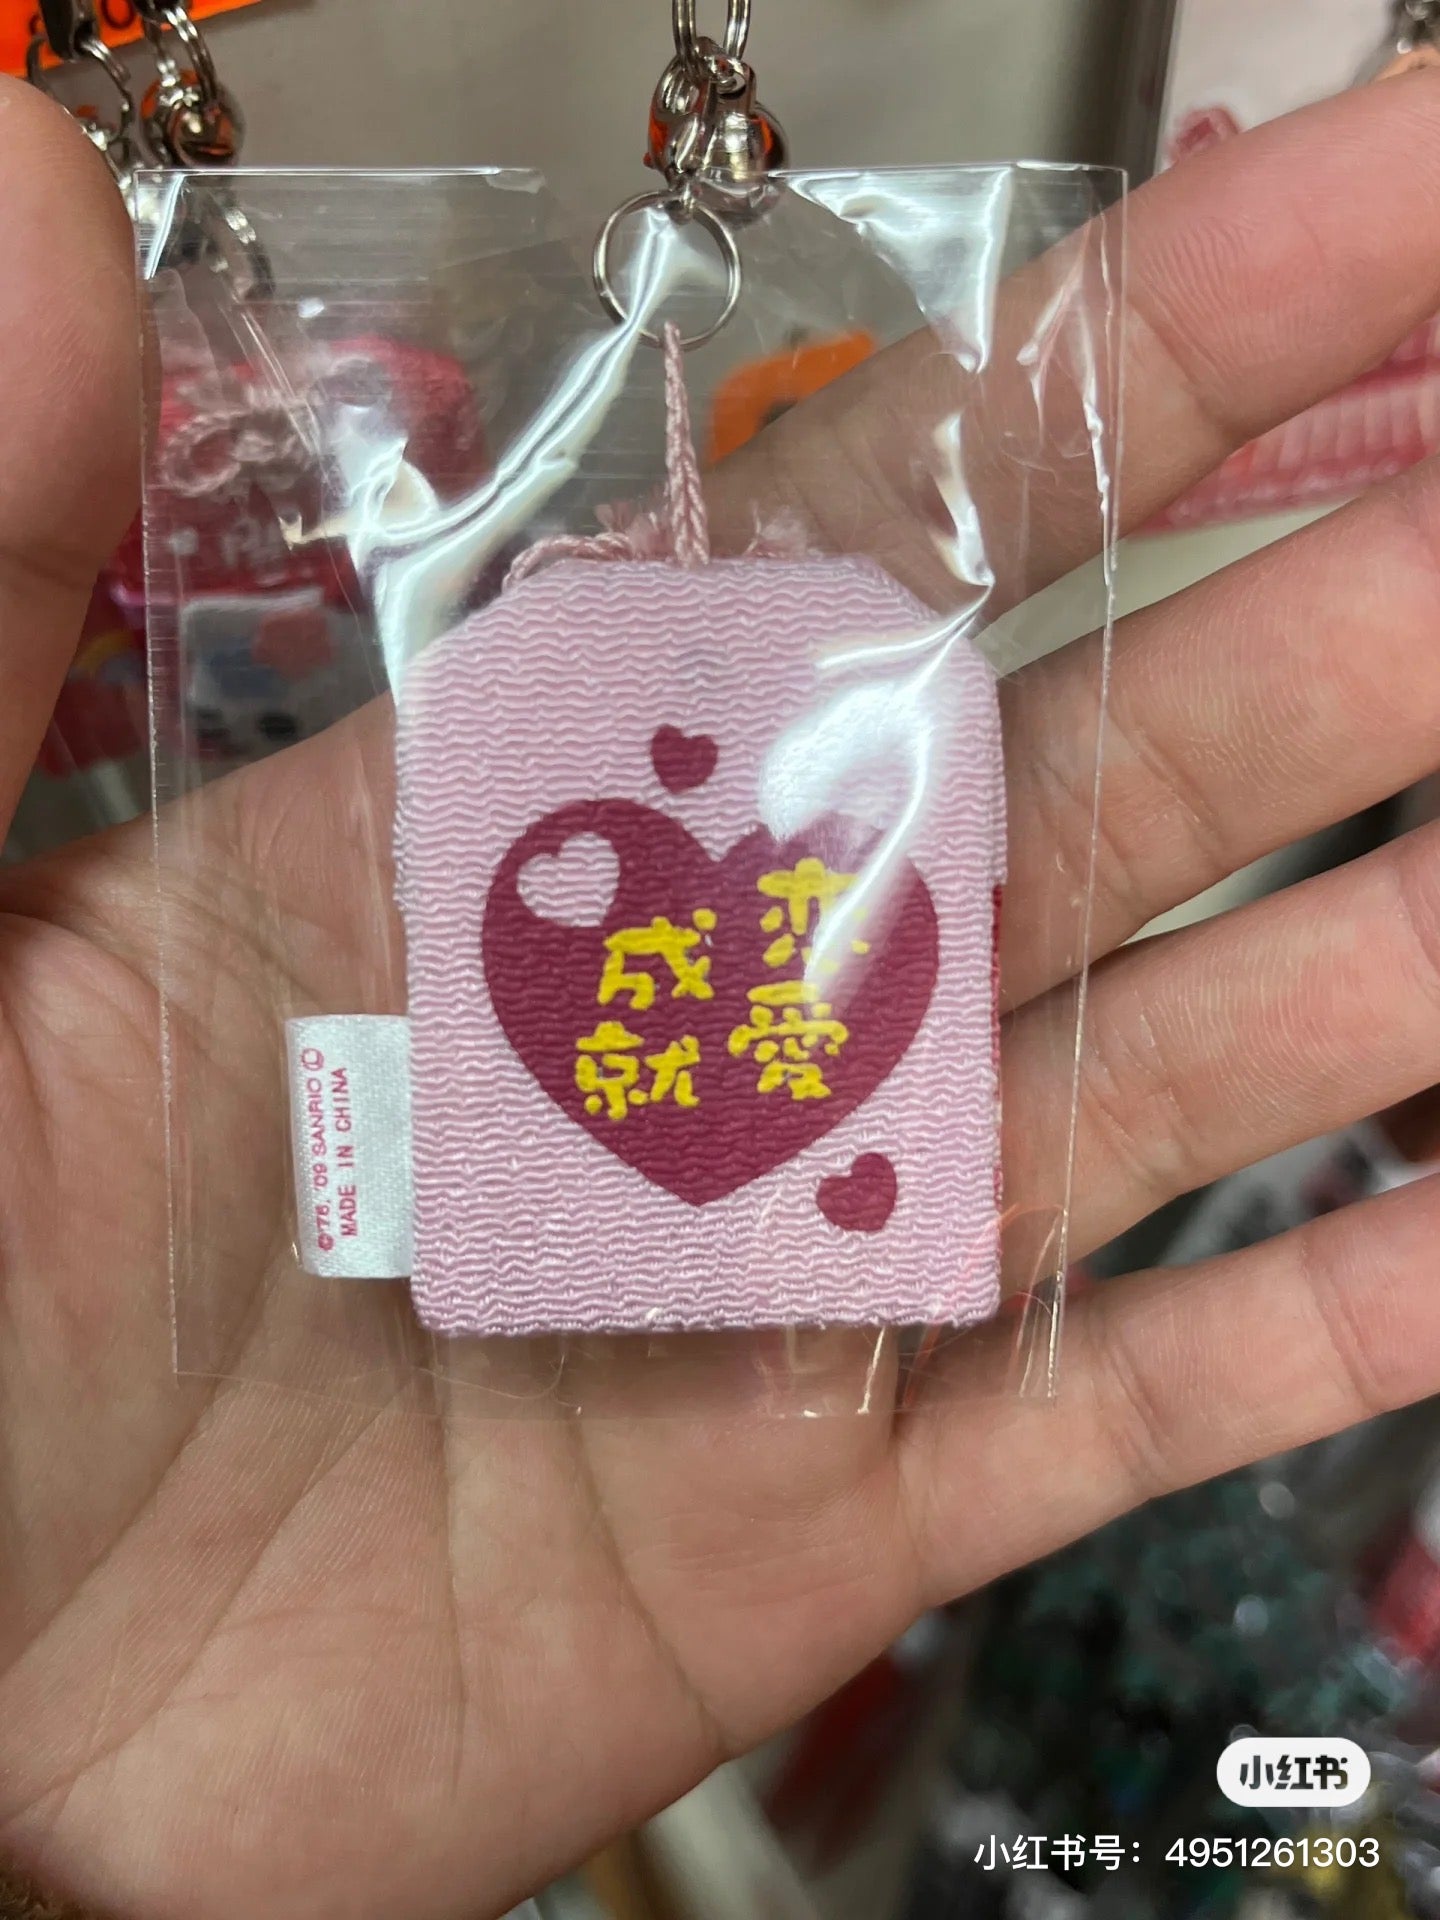 恋愛
成就
©'76, '09 SANRIO Ⓛ
MADE IN CHINA
小红书
小红书号：4951261303